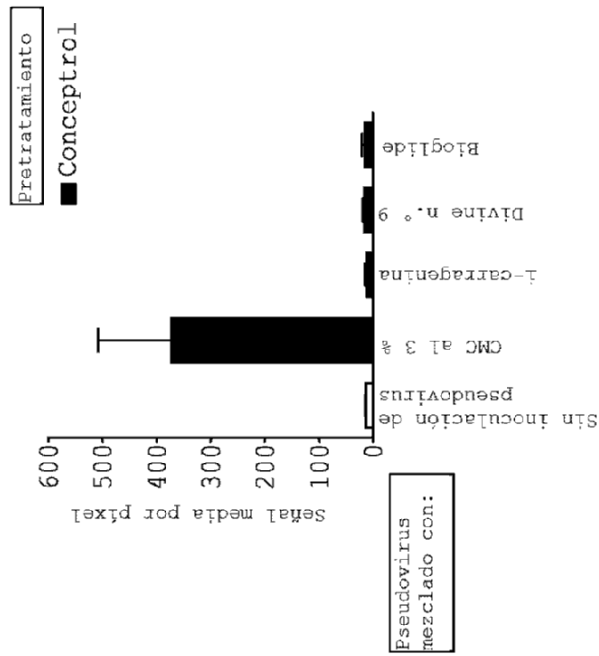 Pretratamiento
Conceptrol
Señal media por píxel
600
500
400
300
200
100
0
Sin inoculación de
pseudovirus
CMC al 3 %
i-carragenina
Divine n.º 9
Bioglide
Pseudovirus
mezclado con: